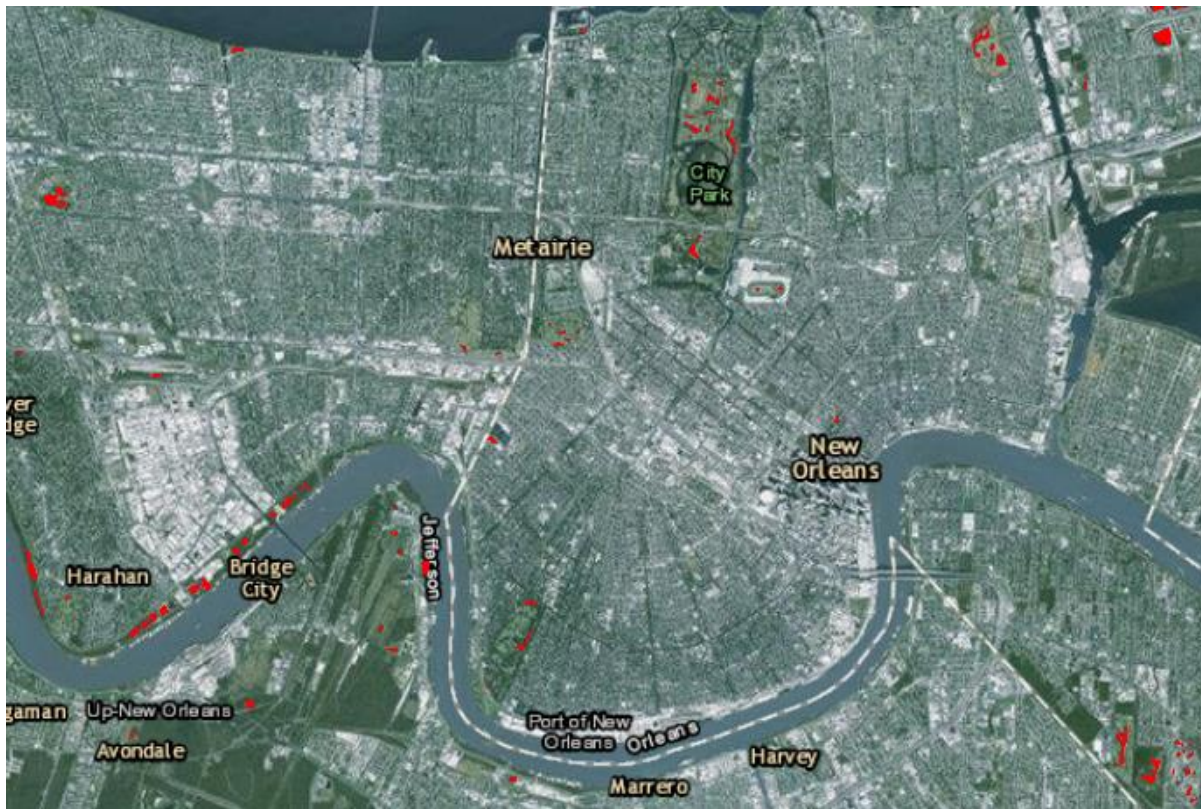 City
Park
Metairie
ver
dge
New
Orleans
Jefferson
Harahan
Bridge
City
gaman
Up-New Orleans
Avondale
Port of New
Orleans
Orleans
Harvey
Marrero